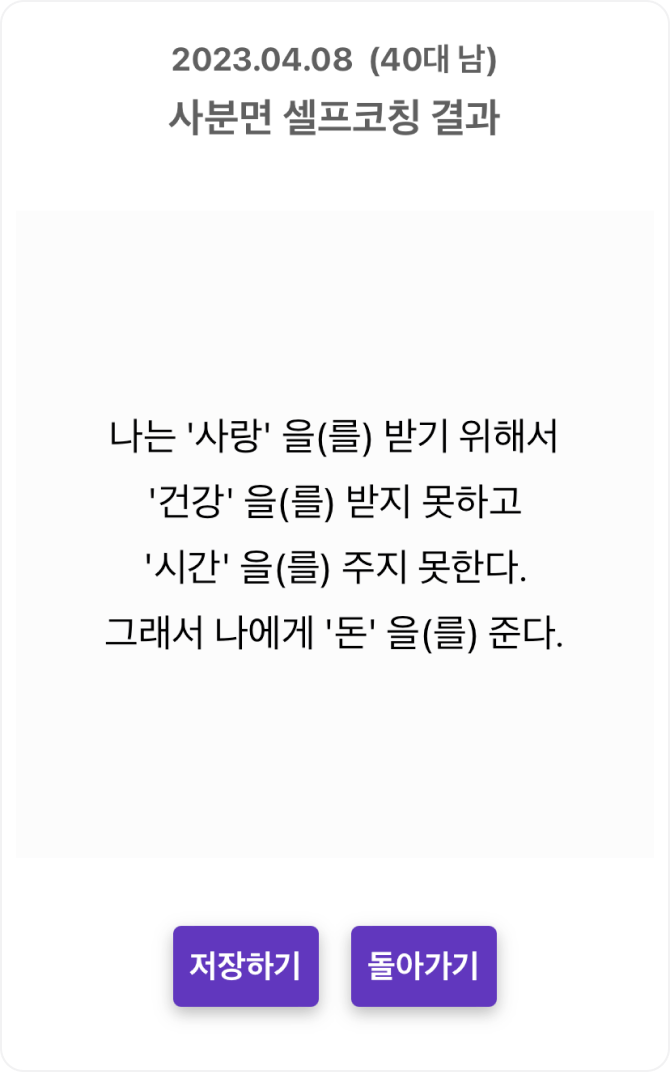 2023.04.08 (40대 남)
사분면 셀프코칭 결과
나는 '사랑' 을(를) 받기 위해서
'건강' 을(를) 받지 못하고
'시간' 을(를) 주지 못한다.
그래서 나에게 '돈' 을(를) 준다.
저장하기 돌아가기